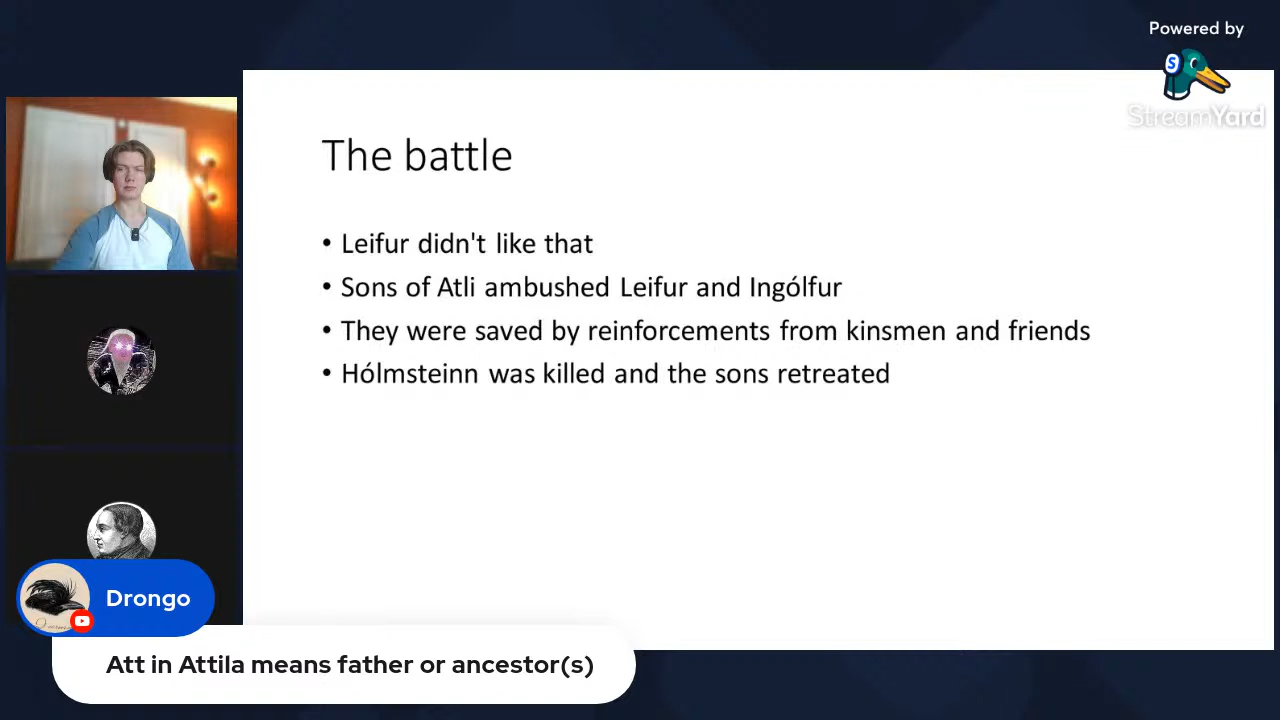 Powered by
StreamYard
The battle
• Leifur didn't like that
• Sons of Atli ambushed Leifur and Ingólfur
• They were saved by reinforcements from kinsmen and friends
• Hólmsteinn was killed and the sons retreated
Drongo
Att in Attila means father or ancestor(s)